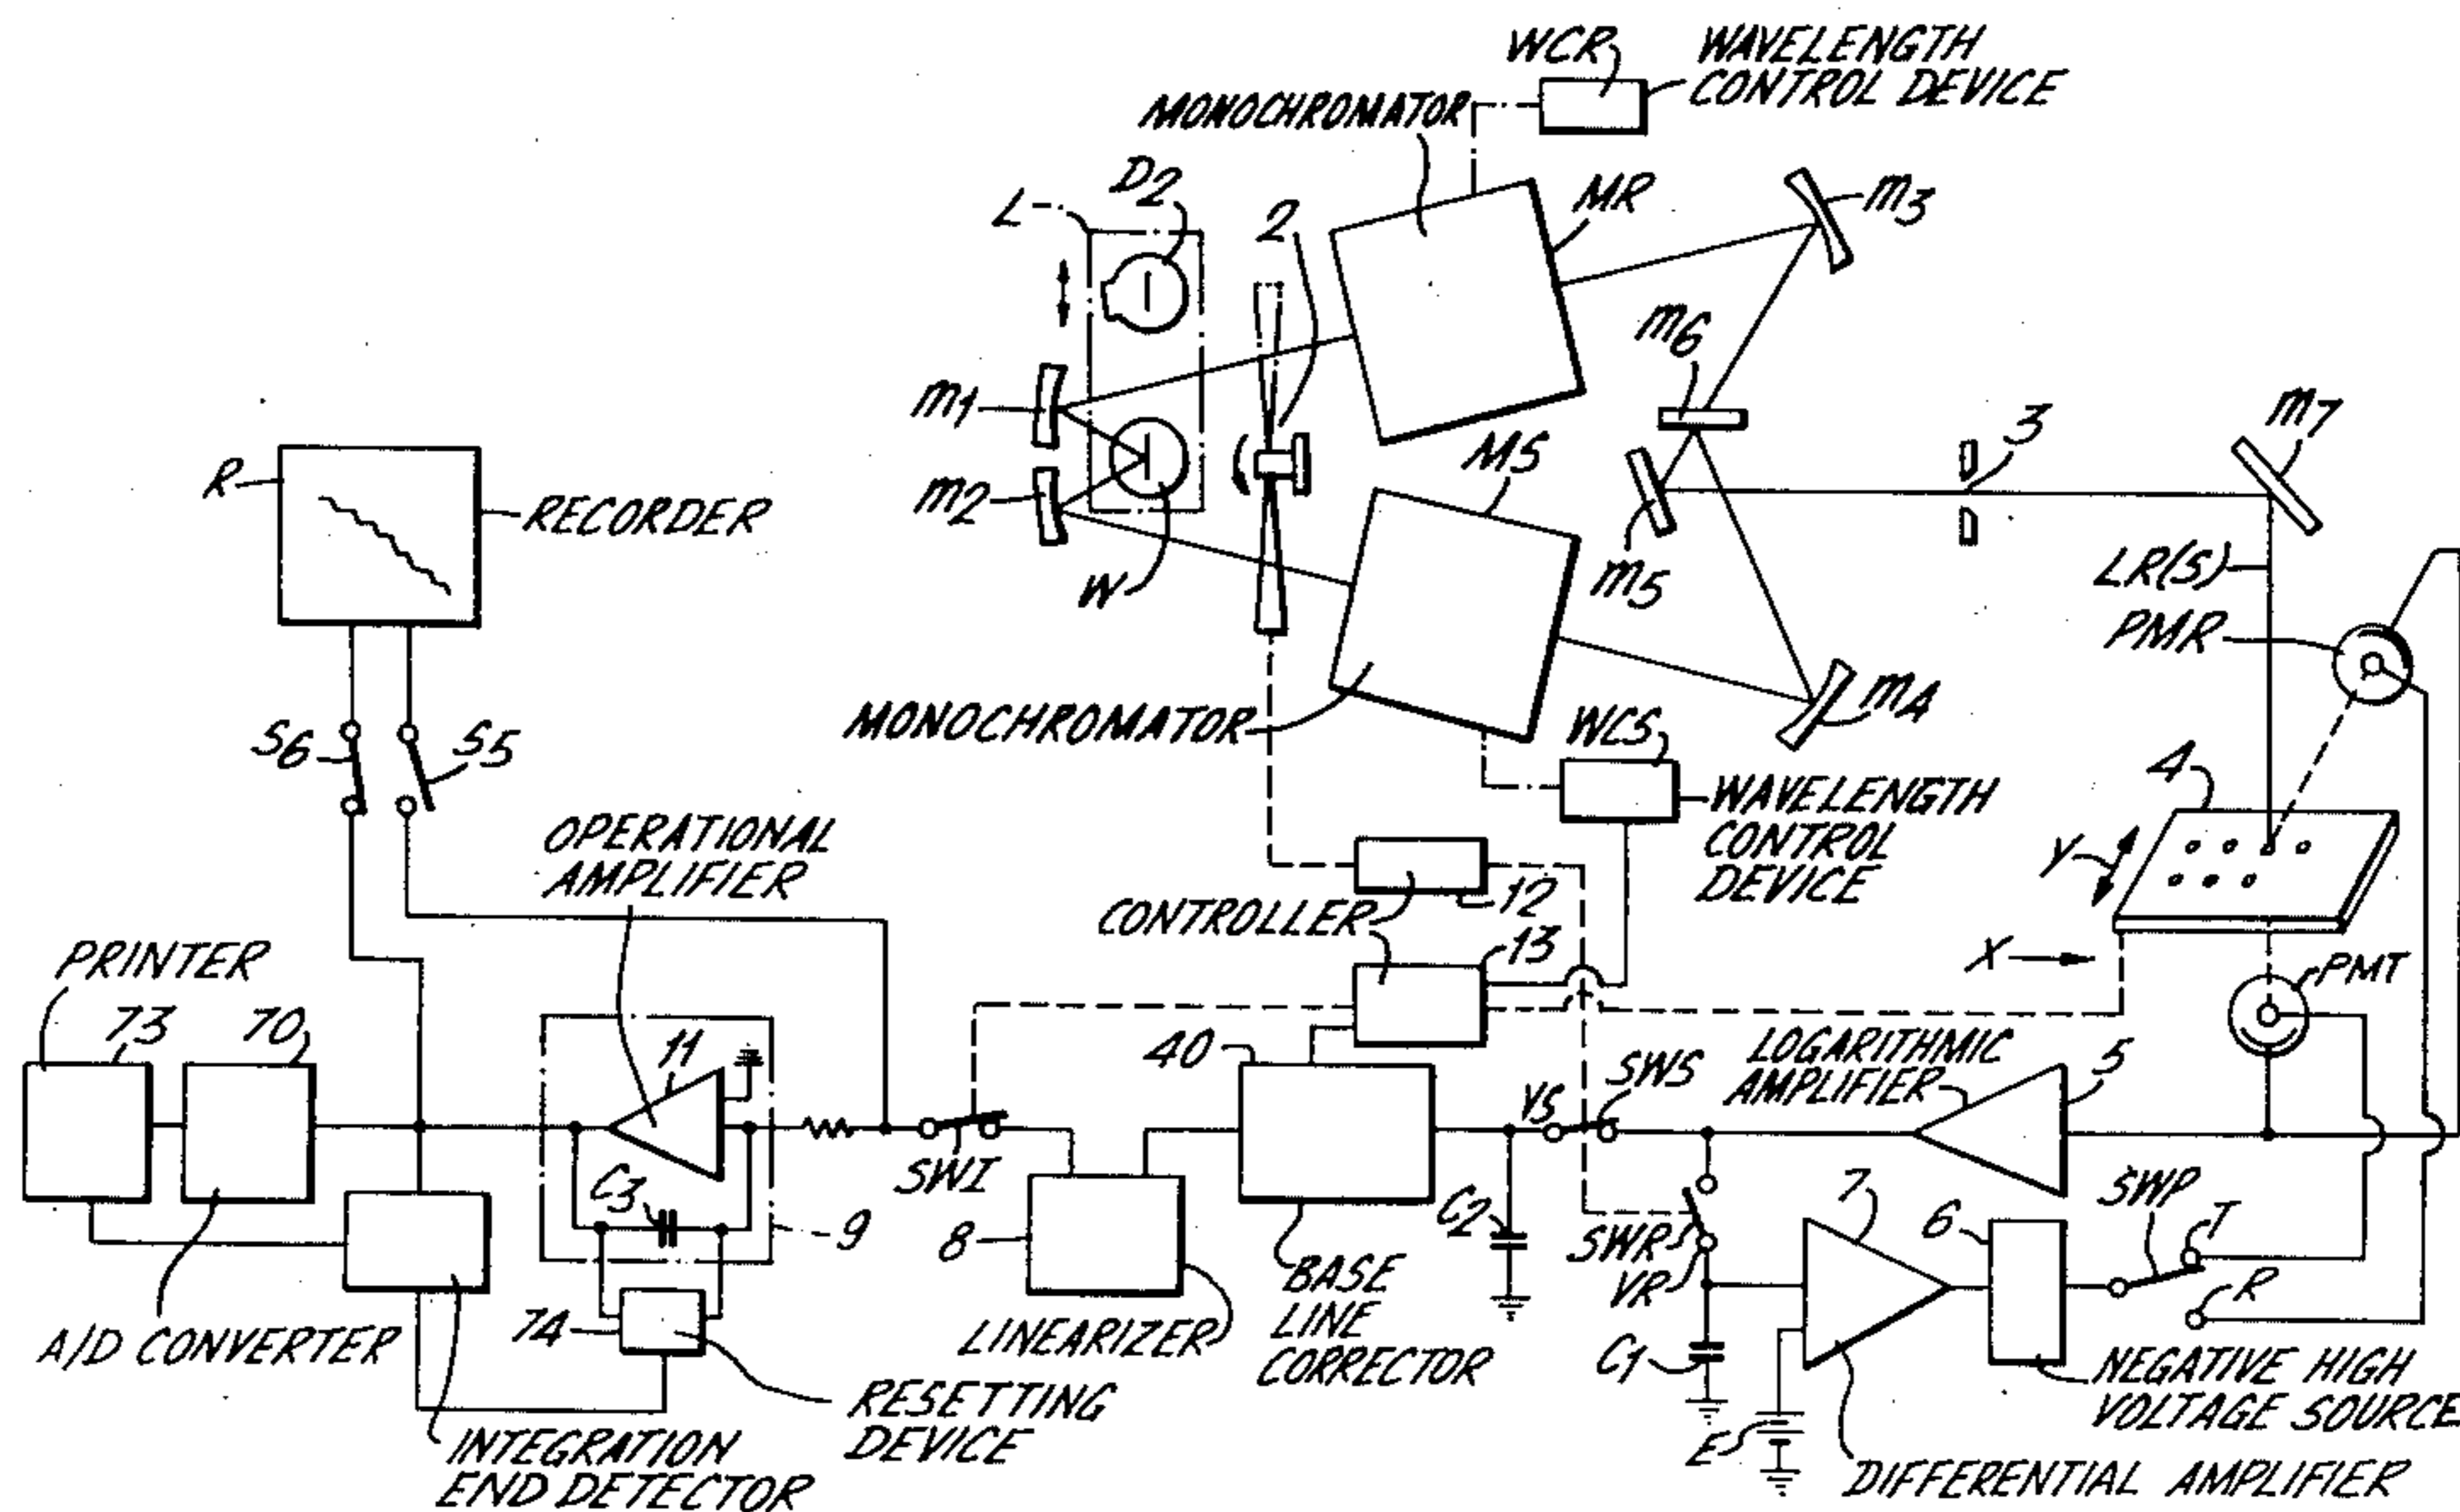 WCR
WAVELENGTH
CONTROL DEVICE
MONOCHROMATOR
D2
L
2
MR
m3
m6
m1
m7
3
MS
R
RECORDER
m2
W
m5
LR(S)
PMR
m4
MONOCHROMATOR
WCS
S6
S5
WAVELENGTH
CONTROL
DEVICE
4
Y
OPERATIONAL
AMPLIFIER
12
CONTROLLER
13
X
PMT
PRINTER
73
70
11
40
LOGARITHMIC
AMPLIFIER
5
VS
SWS
SWI
C3
9
8
C2
SWR
VR
7
6
SWP
T
R
A/D CONVERTER
74
LINEARIZER
BASE
LINE
CORRECTOR
C1
NEGATIVE HIGH
VOLTAGE SOURCE
RESETTING
DEVICE
E
INTEGRATION
END DETECTOR
DIFFERENTIAL AMPLIFIER